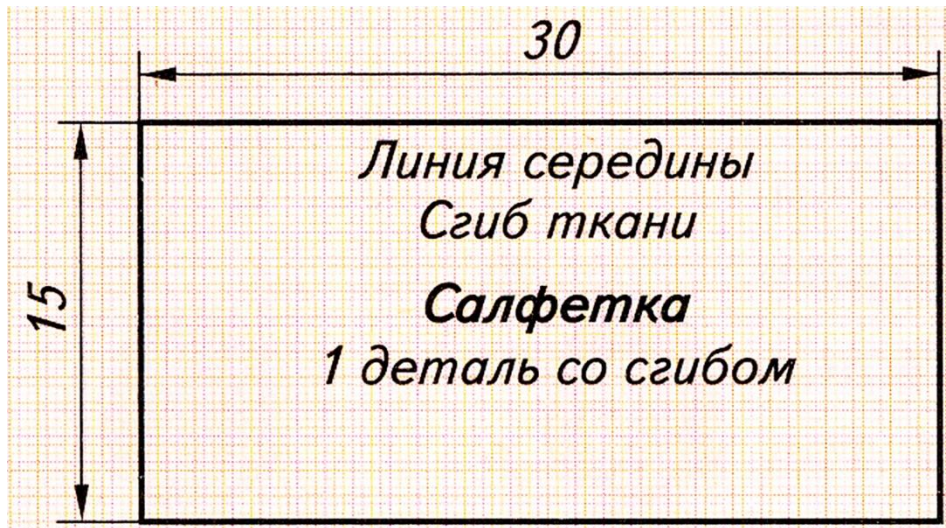 30
Линия середины
Сгиб ткани
15
Салфетка
1 деталь со сгибом